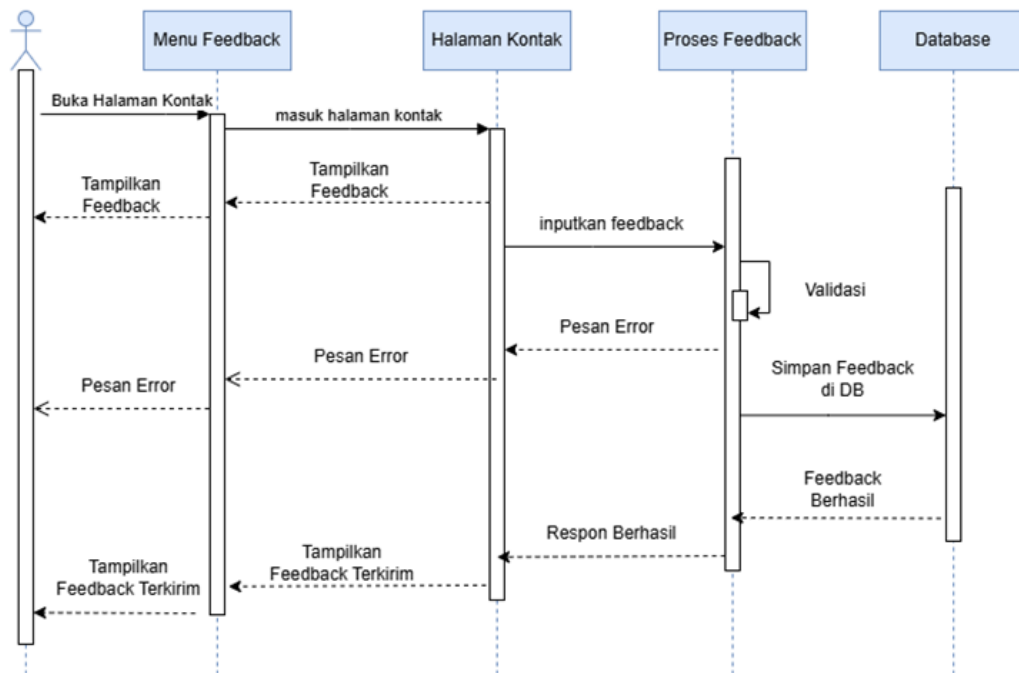 Menu Feedback
Halaman Kontak
Proses Feedback
Database
Buka Halaman Kontak
masuk halaman kontak
Tampilkan
Feedback
Tampilkan
Feedback
inputkan feedback
Validasi
Pesan Error
Pesan Error
Pesan Error
Simpan Feedback
di DB
Feedback
Berhasil
Respon Berhasil
Tampilkan
Feedback Terkirim
Tampilkan
Feedback Terkirim